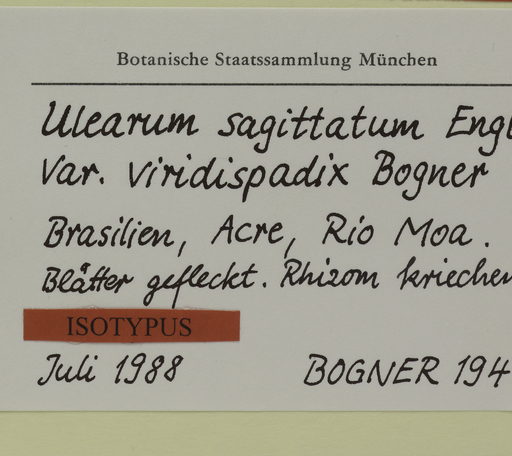 Botanische Staatssammlung München
Ulearum sagittatum Engl
Var. viridispadix Bogner
Brasilien, Acre, Rio Moa.
Blätter gefleckt. Rhizom kriechen
ISOTYPUS
Juli 1988 BOGNER 194